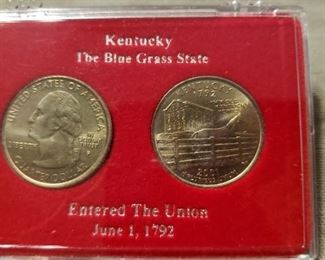 Kentucky
The Blue Grass State
UNITED STATES OF AMERICA
LIBERTY
QUARTER DOLLAR
KENTUCKY
1792
2001
Entered The Union
June 1, 1792